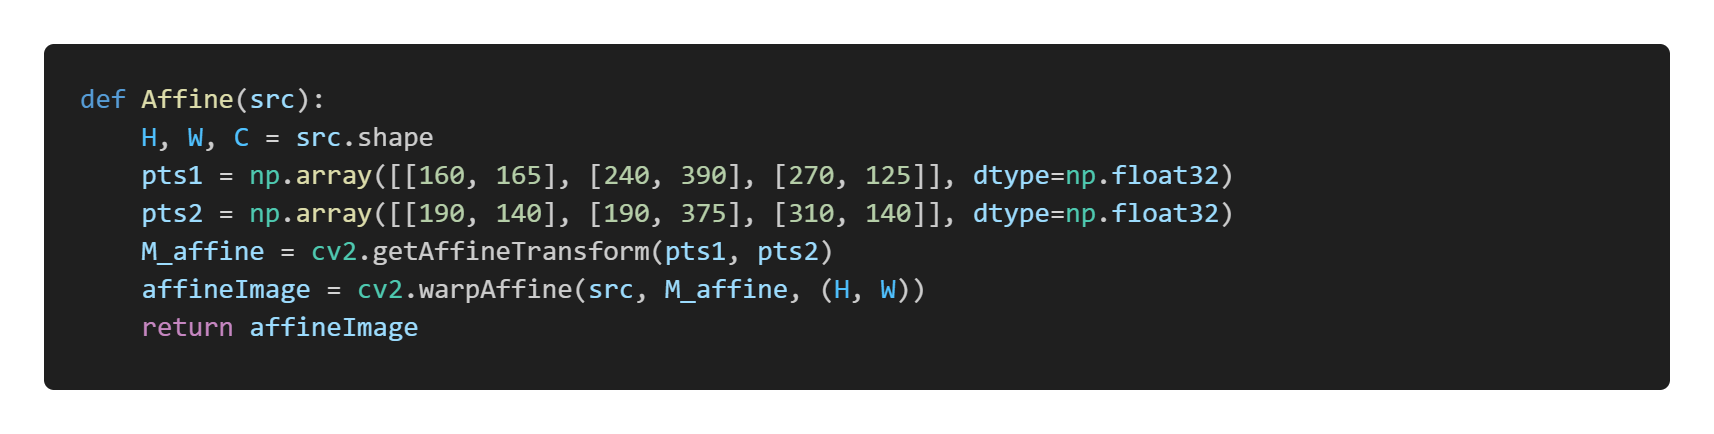 def Affine(src):
    H, W, C = src.shape
    pts1 = np.array([[160, 165], [240, 390], [270, 125]], dtype=np.float32)
    pts2 = np.array([[190, 140], [190, 375], [310, 140]], dtype=np.float32)
    M_affine = cv2.getAffineTransform(pts1, pts2)
    affineImage = cv2.warpAffine(src, M_affine, (H, W))
    return affineImage